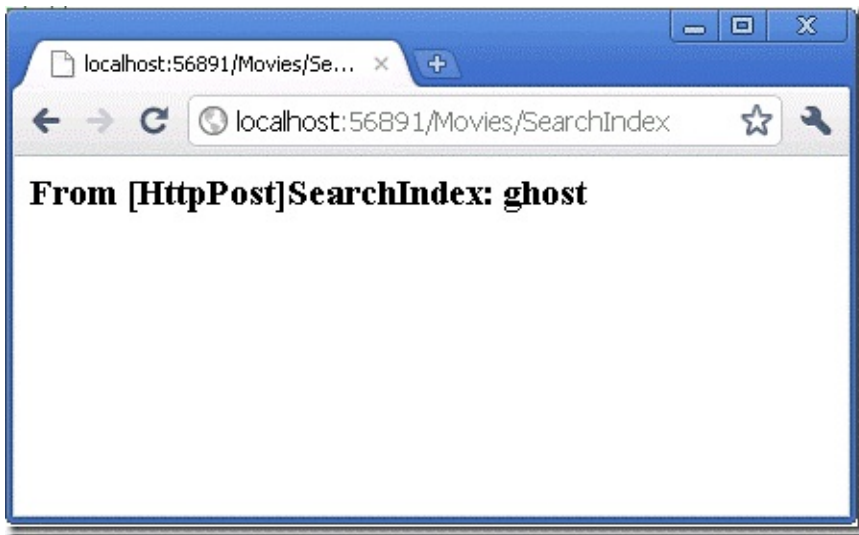 localhost:56891/Movies/Se...
localhost:56891/Movies/SearchIndex
From [HttpPost]SearchIndex: ghost